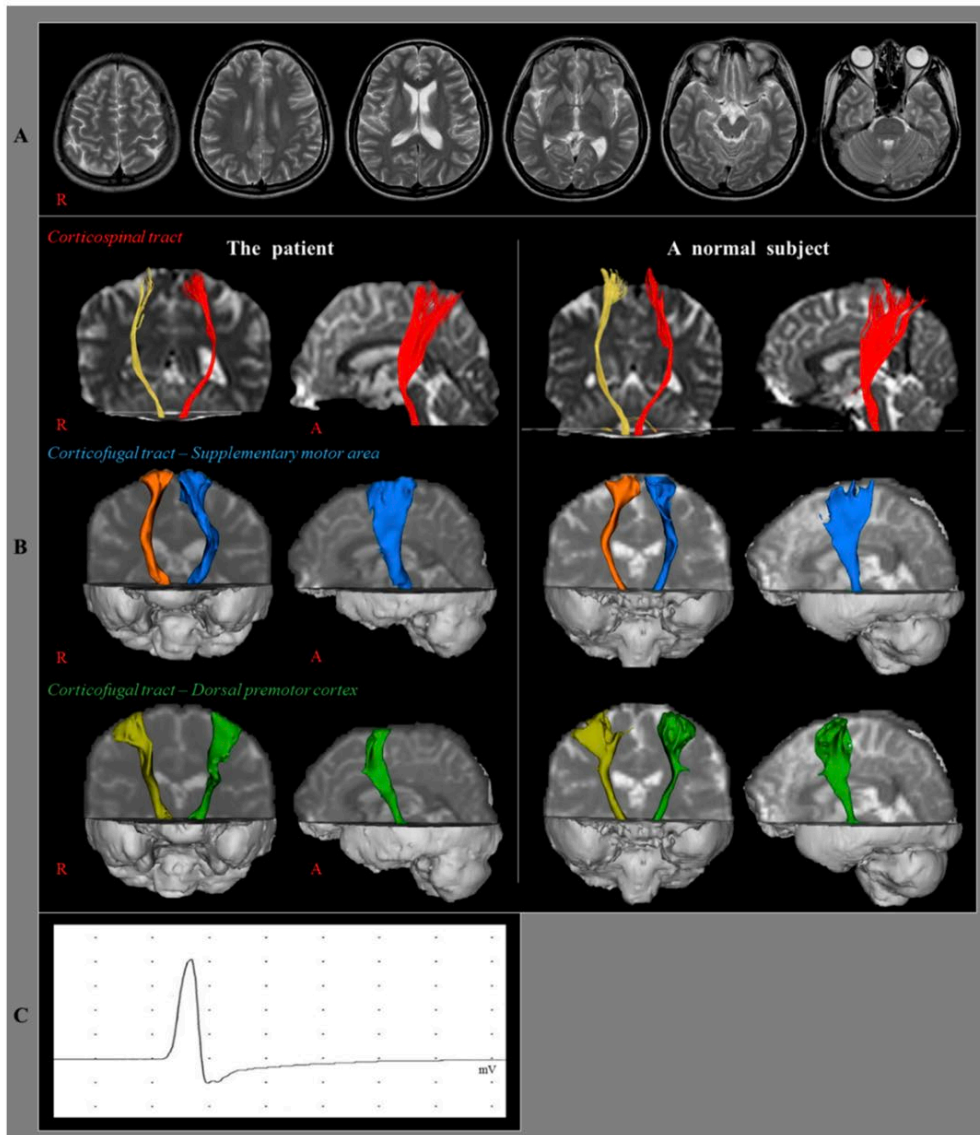 A
R
Corticospinal tract
The patient
A normal subject
R
A
Corticofugal tract – Supplementary motor area
B
R
A
Corticofugal tract – Dorsal premotor cortex
R
A
C
mV